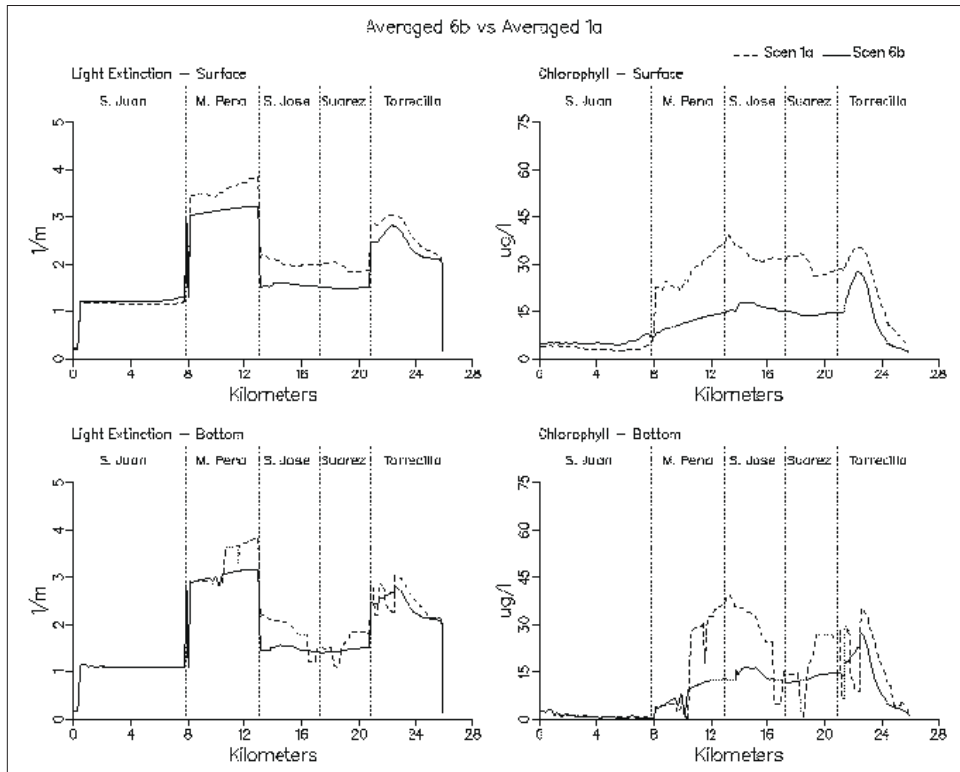 Averaged 6b vs Averaged 1a
Scen 1a
Scen 6b
Light Extinction – Surface
S. Juan
M. Pena
S. Jose
Suarez
Torrecilla
1/m
0
1
2
3
4
5
0
4
8
12
16
20
24
28
Kilometers
Chlorophyll – Surface
S. Juan
M. Pena
S. Jose
Suarez
Torrecilla
ug/l
0
15
30
45
60
75
0
4
8
12
16
20
24
28
Kilometers
Light Extinction – Bottom
S. Juan
M. Pena
S. Jose
Suarez
Torrecilla
1/m
0
1
2
3
4
5
0
4
8
12
16
20
24
28
Kilometers
Chlorophyll – Bottom
S. Juan
M. Pena
S. Jose
Suarez
Torrecilla
ug/l
0
15
30
45
60
75
0
4
8
12
16
20
24
28
Kilometers